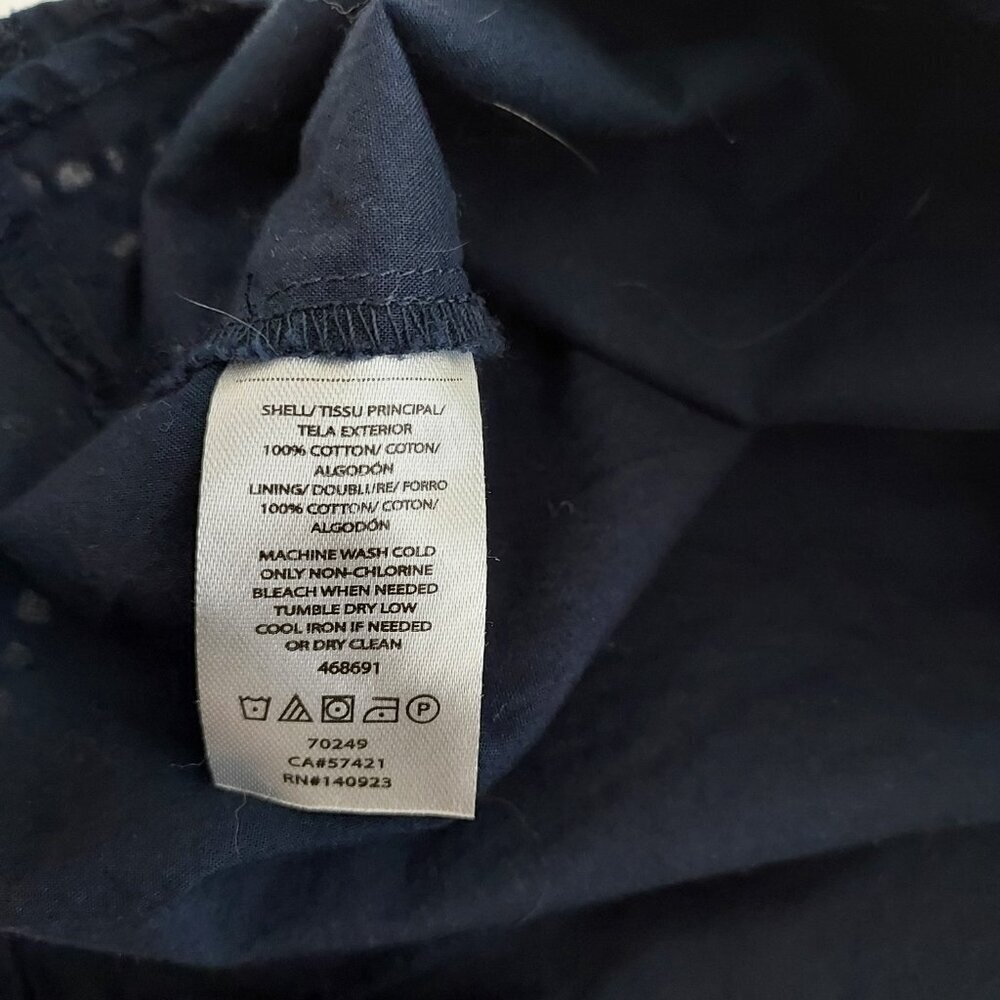 SHELL/ TISSU PRINCIPAL/
TELA EXTERIOR
100% COTTON/ COTON/
ALGODÓN
LINING/ DOUBLURE/ FORRO
100% COTTON/ COTON/
ALGODÓN
MACHINE WASH COLD
ONLY NON-CHLORINE
BLEACH WHEN NEEDED
TUMBLE DRY LOW
COOL IRON IF NEEDED
OR DRY CLEAN
468691
P
70249
CA#57421
RN#140923